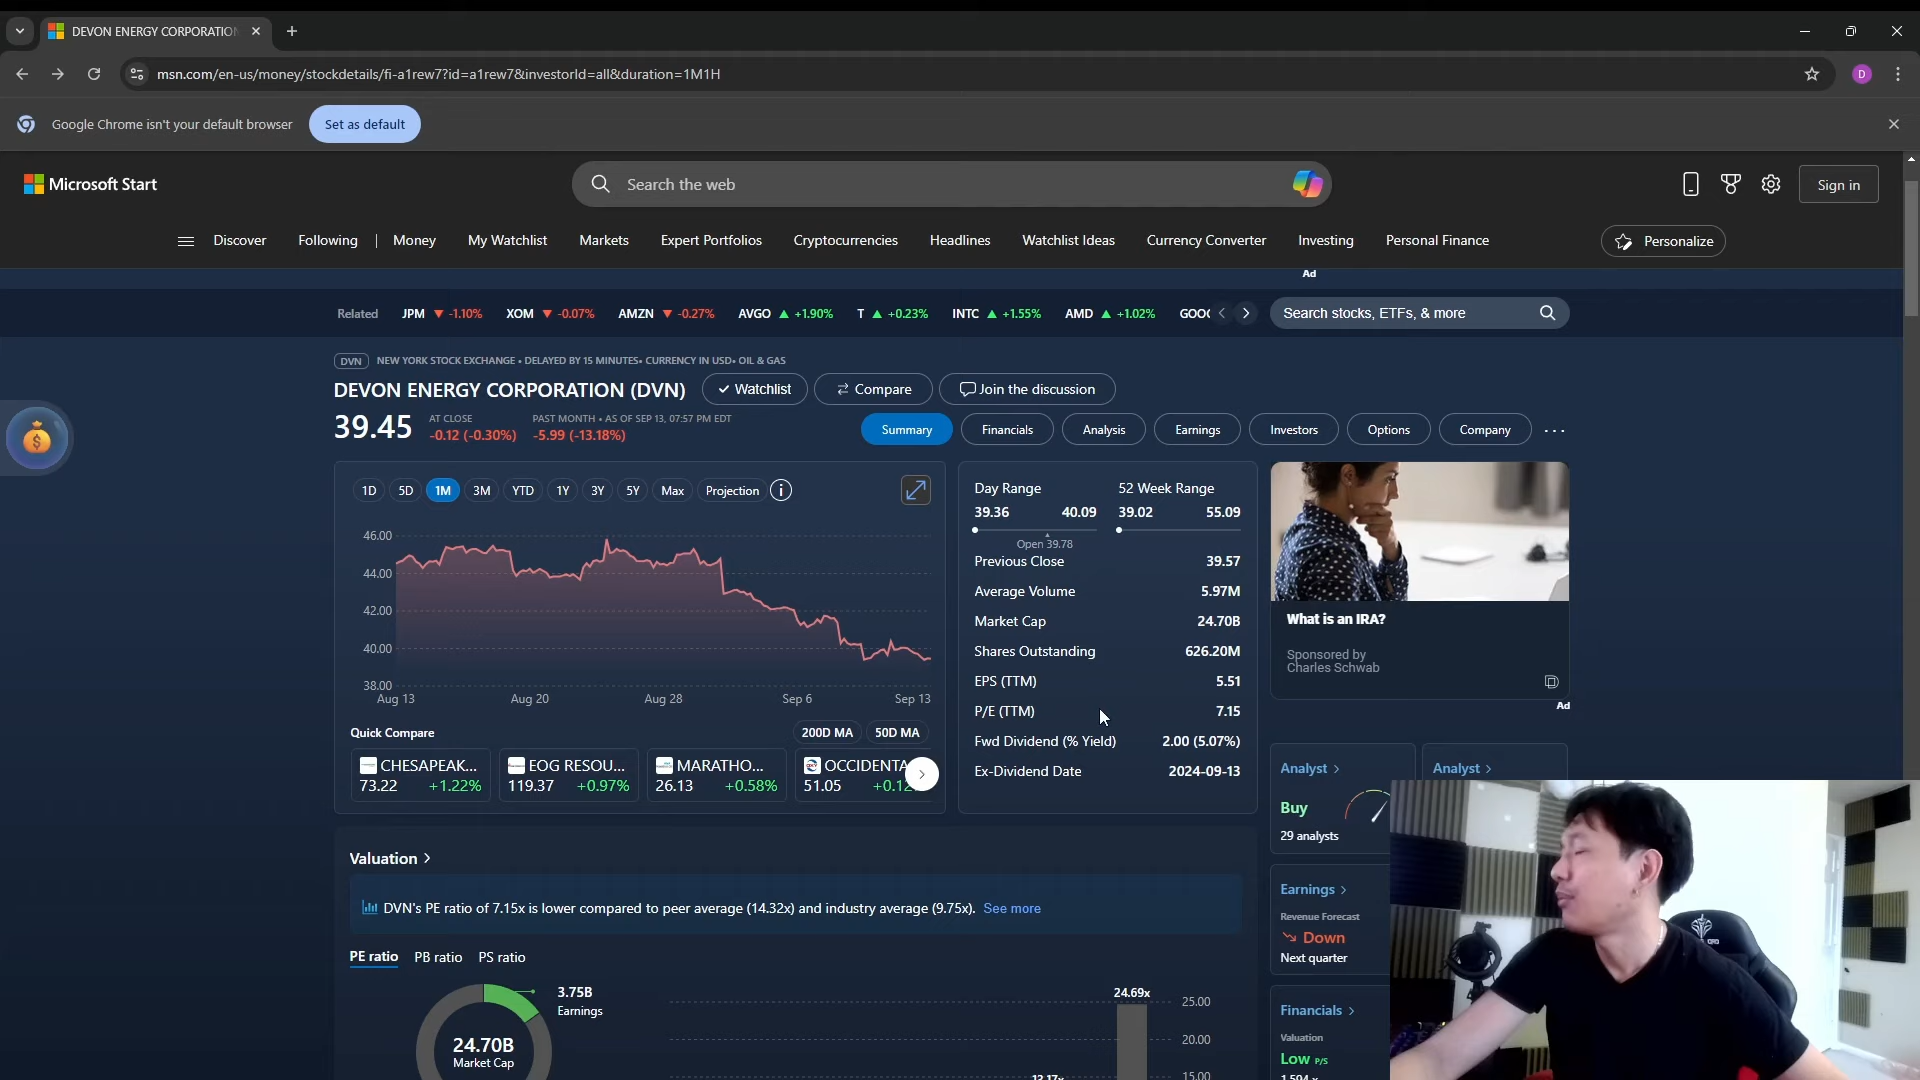 DEVON ENERGY CORPORATION
msn.com/en-us/money/stockdetails/fi-a1rew7?id=a1rew7&investorId=all&duration=1M1H
D
Google Chrome isn't your default browser
Set as default
Microsoft Start
Search the web
Sign in
Discover Following | Money My Watchlist Markets Expert Portfolios Cryptocurrencies Headlines Watchlist Ideas Currency Converter Investing Personal Finance
Personalize
Ad
Related JPM ▼ -1.10% XOM ▼ -0.07% AMZN ▼ -0.27% AVGO ▲ +1.90% T ▲ +0.23% INTC ▲ +1.55% AMD ▲ +1.02%
Search stocks, ETFs, & more
DVN NEW YORK STOCK EXCHANGE • DELAYED BY 15 MINUTES• CURRENCY IN USD• OIL & GAS
DEVON ENERGY CORPORATION (DVN)
Watchlist
Compare
Join the discussion
39.45
AT CLOSE
-0.12 (-0.30%)
PAST MONTH • AS OF SEP 13, 07:57 PM EDT
-5.99 (-13.18%)
Summary Financials Analysis Earnings Investors Options Company ...
1D 5D 1M 3M YTD 1Y 3Y 5Y Max Projection
46.00
44.00
42.00
40.00
38.00
Aug 13 Aug 20 Aug 28 Sep 6 Sep 13
Quick Compare
200D MA 50D MA
CHESAPEAK...
73.22 +1.22%
EOG RESOU...
119.37 +0.97%
MARATHO...
26.13 +0.58%
OCCIDENTA
51.05
Day Range
39.36 40.09
Open 39.78
52 Week Range
39.02 55.09
Previous Close 39.57
Average Volume 5.97M
Market Cap 24.70B
Shares Outstanding 626.20M
EPS (TTM) 5.51
P/E (TTM) 7.15
Fwd Dividend (% Yield) 2.00 (5.07%)
Ex-Dividend Date 2024-09-13
What is an IRA?
Sponsored by
Charles Schwab
Ad
Valuation
DVN's PE ratio of 7.15x is lower compared to peer average (14.32x) and industry average (9.75x). See more
PE ratio PB ratio PS ratio
3.75B
Earnings
24.70B
Market Cap
24.69x
25.00
20.00
15.00
Analyst
Buy
29 analysts
Analyst
Earnings
Revenue Forecast
Down
Next quarter
Financials
Valuation
Low P/S